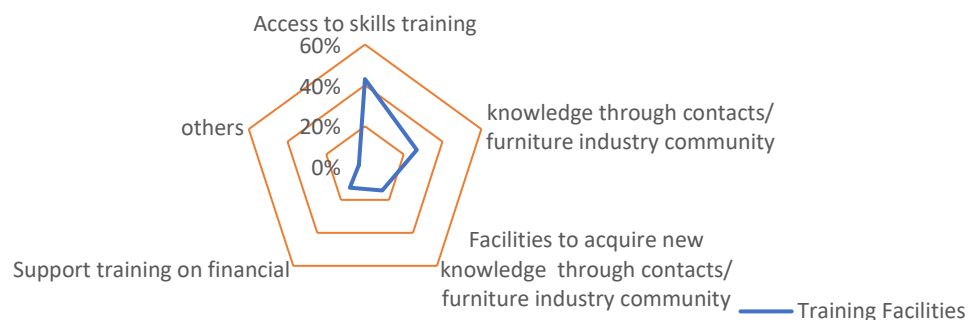 Access to skills training
60%
40%
20%
0%
knowledge through contacts/
furniture industry community
others
Facilities to acquire new
knowledge through contacts/
furniture industry community
Support training on financial
Training Facilities